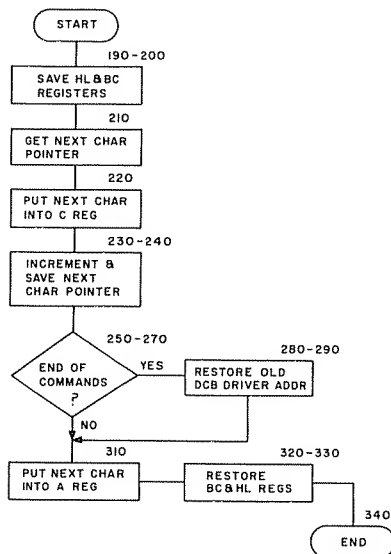 START
190-200
SAVE HL&BC
REGISTERS
210
GET NEXT CHAR
POINTER
220
PUT NEXT CHAR
INTO C REG
230-240
INCREMENT &
SAVE NEXT
CHAR POINTER
250-270
END OF
COMMANDS
?
YES
280-290
RESTORE OLD
DCB DRIVER ADDR
NO
310
PUT NEXT CHAR
INTO A REG
320-330
RESTORE
BC&HL REGS
340
END